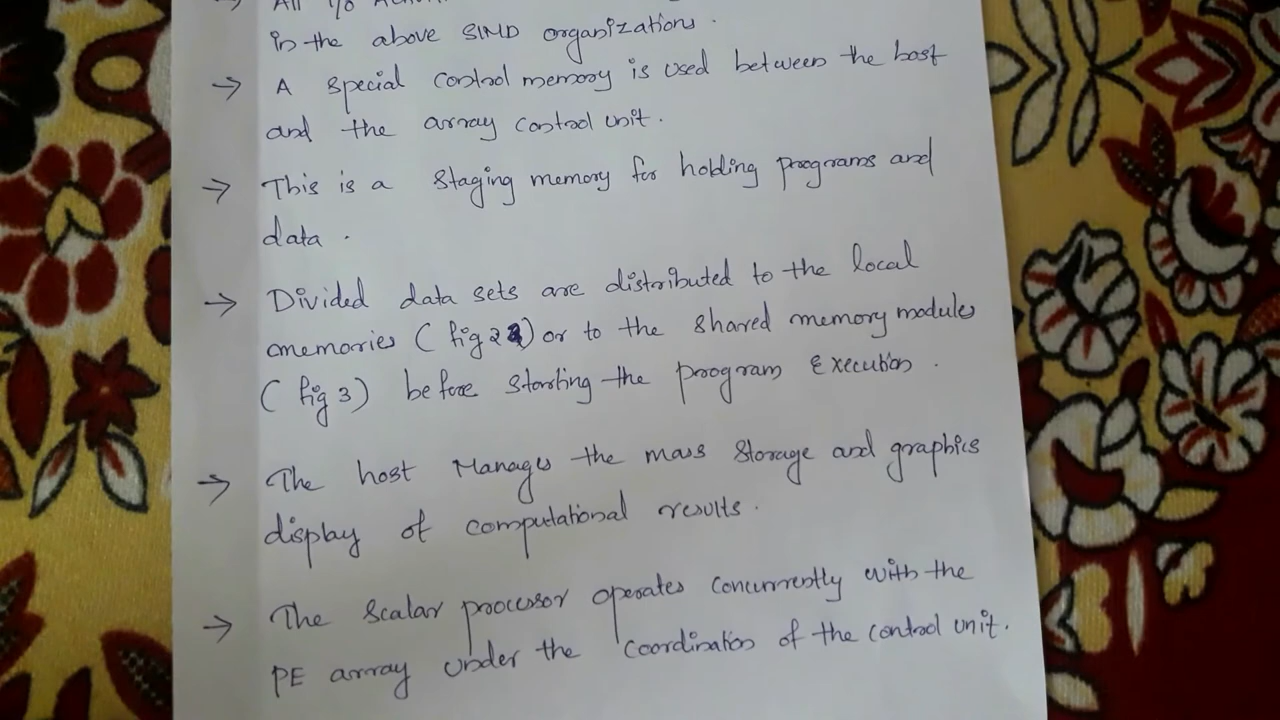 → All I/O
in the above SIMD organizations.
→ A special control memory is used between the host
and the array control unit.
→ This is a staging memory for holding programs and
data.
→ Divided data sets are distributed to the local
memories (fig 2) or to the shared memory modules
(fig 3) before starting the program Execution.
→ The host Manages the mass storage and graphics
display of computational results.
→ The scalar processor operates concurrently with the
PE array under the coordination of the control unit.